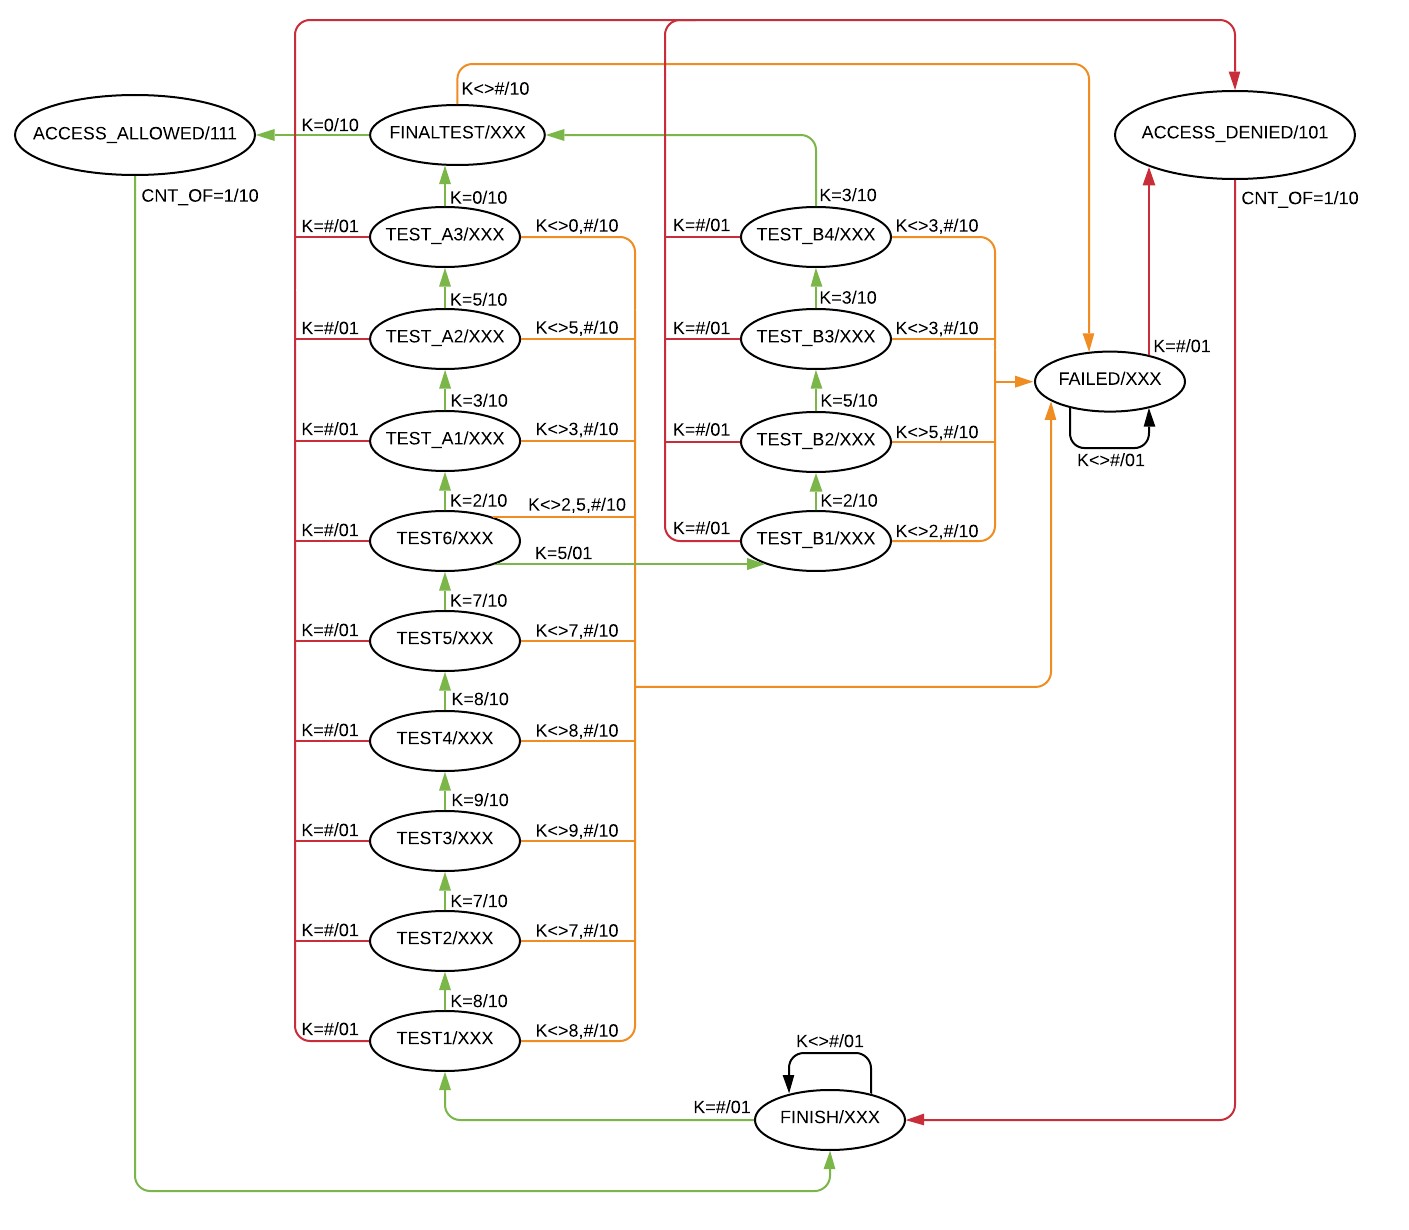 K<>#/10
ACCESS_ALLOWED/111
K=0/10
FINALTEST/XXX
ACCESS_DENIED/101
CNT_OF=1/10
K=0/10
K=3/10
CNT_OF=1/10
K=#/01
TEST_A3/XXX
K<>0,#/10
K=#/01
TEST_B4/XXX
K<>3,#/10
K=5/10
K=3/10
K=#/01
TEST_A2/XXX
K<>5,#/10
K=#/01
TEST_B3/XXX
K<>3,#/10
K=#/01
FAILED/XXX
K=3/10
K=5/10
K=#/01
TEST_A1/XXX
K<>3,#/10
K=#/01
TEST_B2/XXX
K<>5,#/10
K<>#/01
K=2/10
K<>2,5,#/10
K=2/10
K=#/01
TEST6/XXX
K=5/01
K=#/01
TEST_B1/XXX
K<>2,#/10
K=7/10
K=#/01
TEST5/XXX
K<>7,#/10
K=8/10
K=#/01
TEST4/XXX
K<>8,#/10
K=9/10
K=#/01
TEST3/XXX
K<>9,#/10
K=7/10
K=#/01
TEST2/XXX
K<>7,#/10
K=8/10
K=#/01
TEST1/XXX
K<>8,#/10
K<>#/01
K=#/01
FINISH/XXX